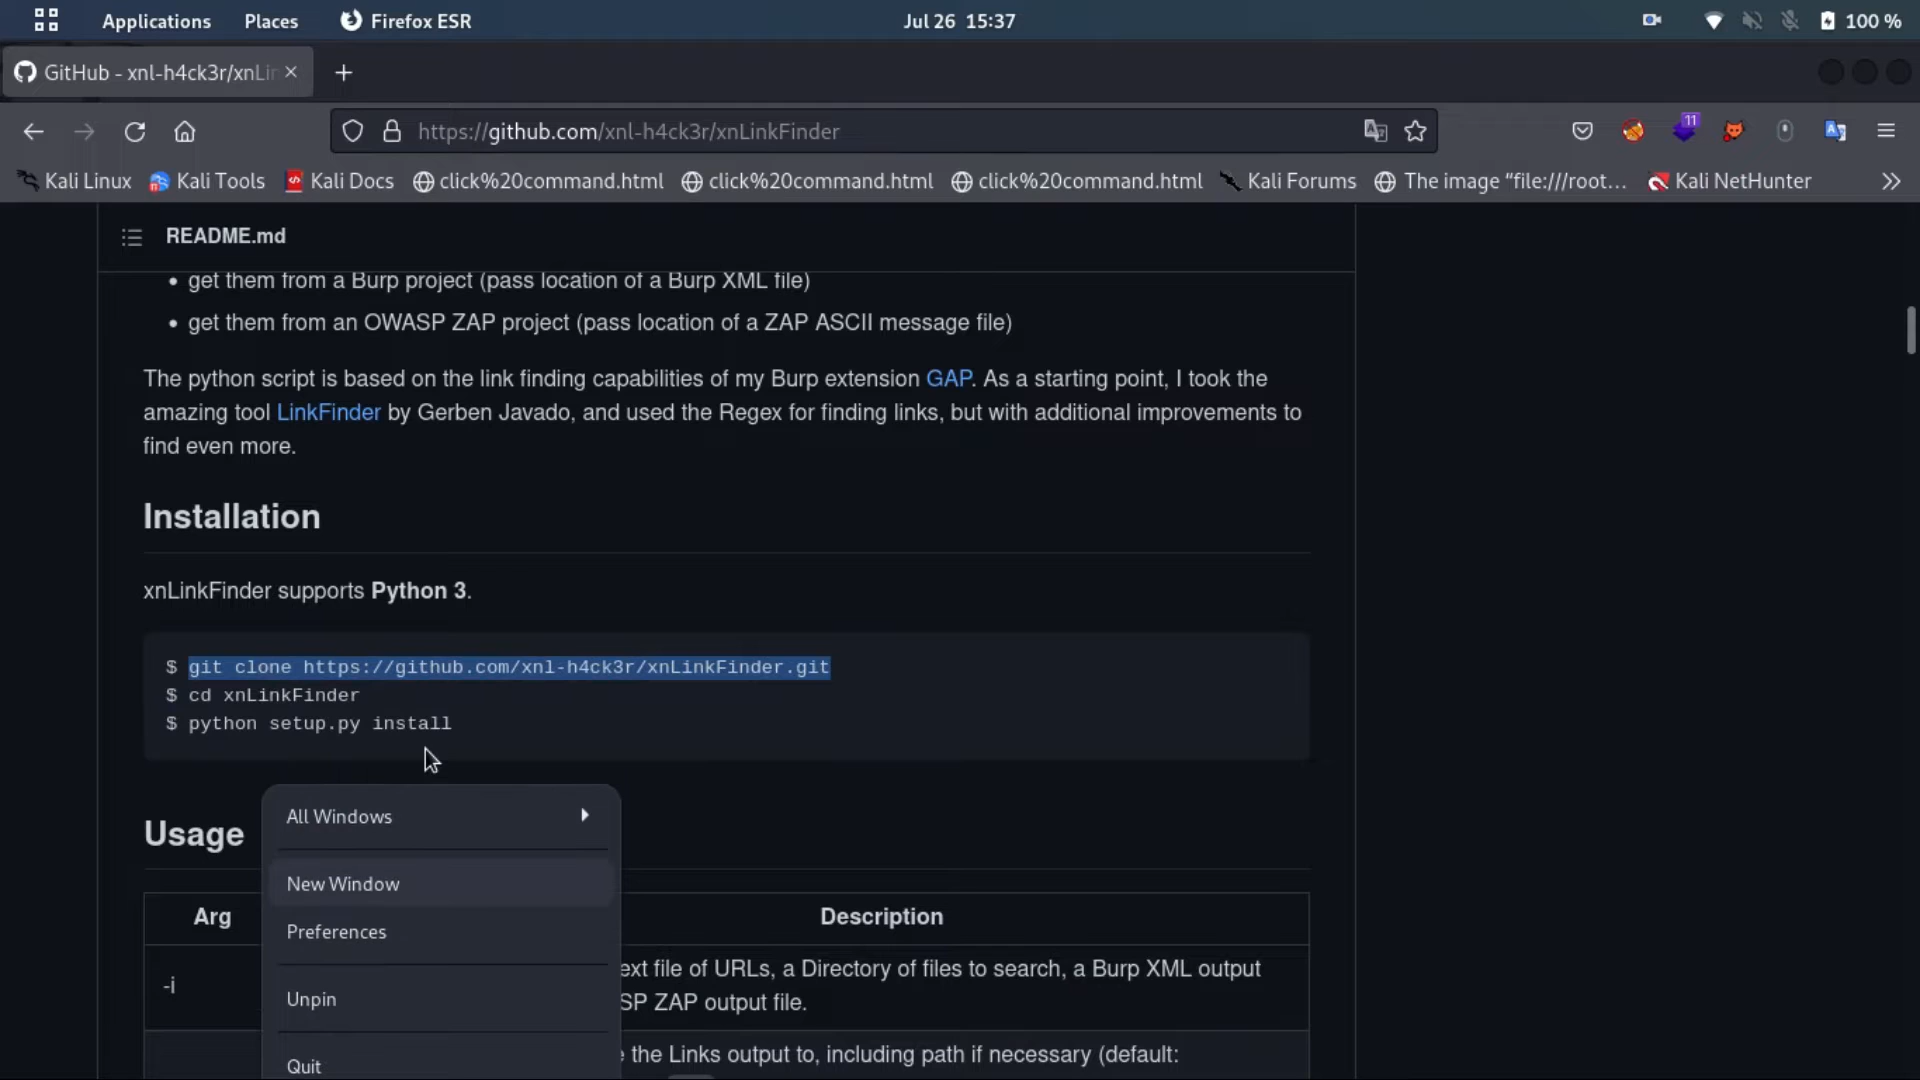 Applications Places Firefox ESR Jul 26 15:37 100 %
GitHub - xnl-h4ck3r/xnLin
https://github.com/xnl-h4ck3r/xnLinkFinder 11
Kali Linux Kali Tools Kali Docs click%20command.html click%20command.html click%20command.html Kali Forums The image "file:///root... Kali NetHunter
README.md
• get them from a Burp project (pass location of a Burp XML file)
• get them from an OWASP ZAP project (pass location of a ZAP ASCII message file)
The python script is based on the link finding capabilities of my Burp extension GAP. As a starting point, I took the
amazing tool LinkFinder by Gerben Javado, and used the Regex for finding links, but with additional improvements to
find even more.
Installation
xnLinkFinder supports Python 3.
$ git clone https://github.com/xnl-h4ck3r/xnLinkFinder.git
$ cd xnLinkFinder
$ python setup.py install
All Windows
Usage
New Window
Arg Description
Preferences
-i ext file of URLs, a Directory of files to search, a Burp XML output
Unpin SP ZAP output file.
Quit e the Links output to, including path if necessary (default: